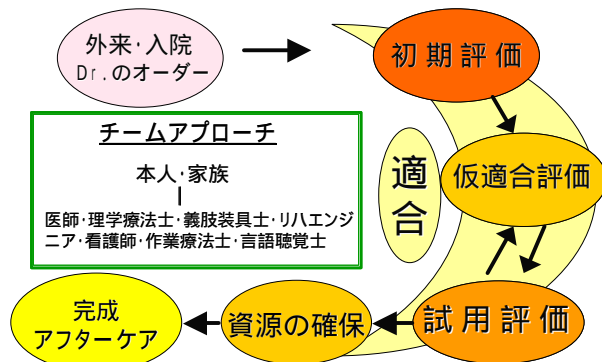 外来・入院
Dr.のオーダー
初期評価
チームアプローチ
本人・家族
医師・理学療法士・義肢装具士・リハエンジ
ニア・看護師・作業療法士・言語聴覚士
適
合
仮適合評価
試用評価
資源の確保
完成
アフターケア